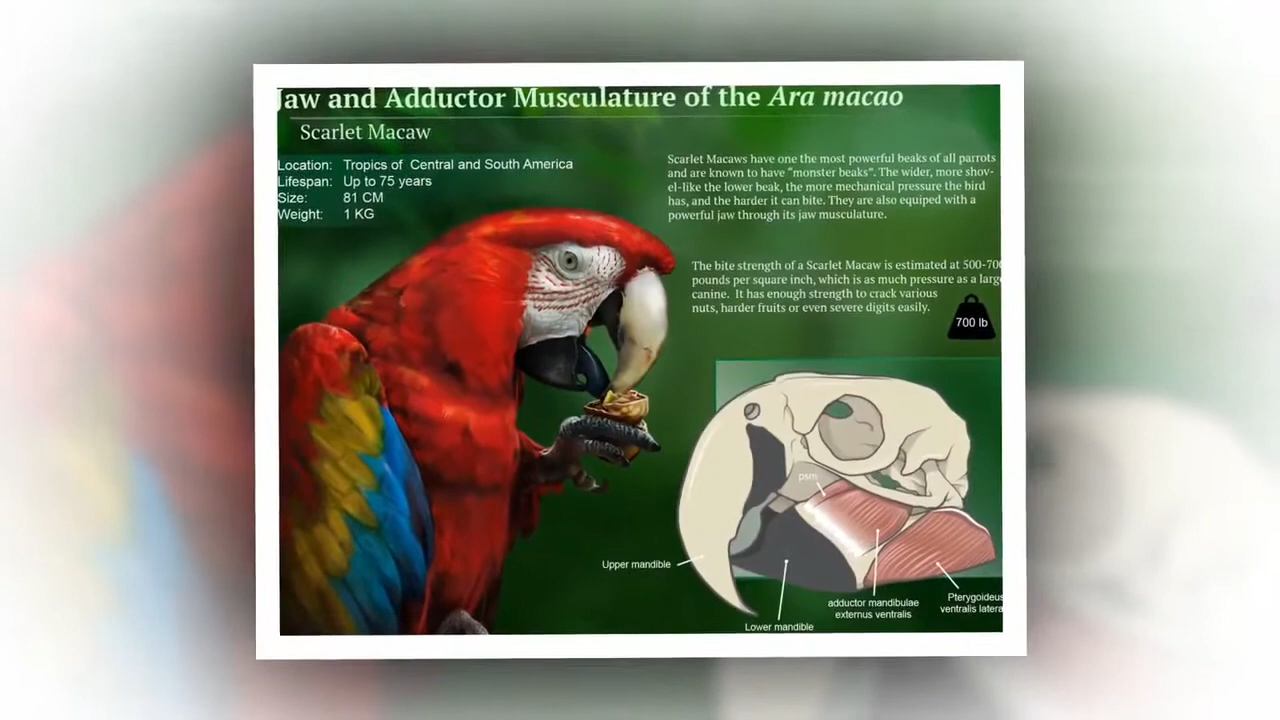 Jaw and Adductor Musculature of the Ara macao
Scarlet Macaw
Location: Tropics of Central and South America
Lifespan: Up to 75 years
Size: 81 CM
Weight: 1 KG
Scarlet Macaws have one the most powerful beaks of all parrots
and are known to have "monster beaks". The wider, more shov-
el-like the lower beak, the more mechanical pressure the bird
has, and the harder it can bite. They are also equiped with a
powerful jaw through its jaw musculature.
The bite strength of a Scarlet Macaw is estimated at 500-700
pounds per square inch, which is as much pressure as a large
canine. It has enough strength to crack various
nuts, harder fruits or even severe digits easily.
700 lb
psm
Upper mandible
adductor mandibulae
externus ventralis
Pterygoideus
ventralis latera
Lower mandible